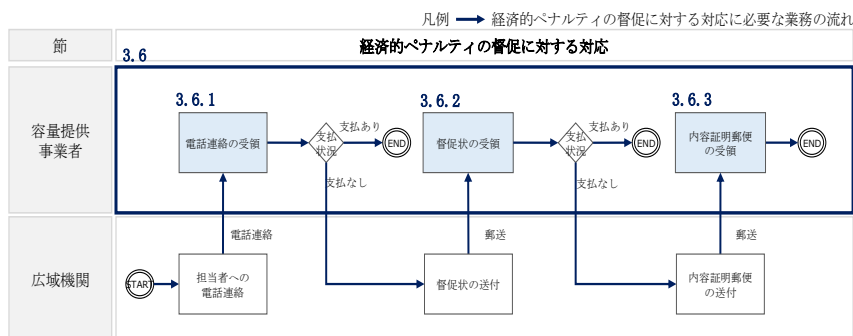 凡例 経済的ペナルティの督促に対する対応に必要な業務の流れ
節
経済的ペナルティの督促に対する対応
3.6
容量提供
事業者
3.6.1
電話連絡の受領
支払
状況
支払あり
END
支払なし
3.6.2
督促状の受領
支払
状況
支払あり
END
支払なし
3.6.3
内容証明郵便
の受領
END
電話連絡
郵送
郵送
広域機関
START
担当者への
電話連絡
督促状の送付
内容証明郵便
の送付